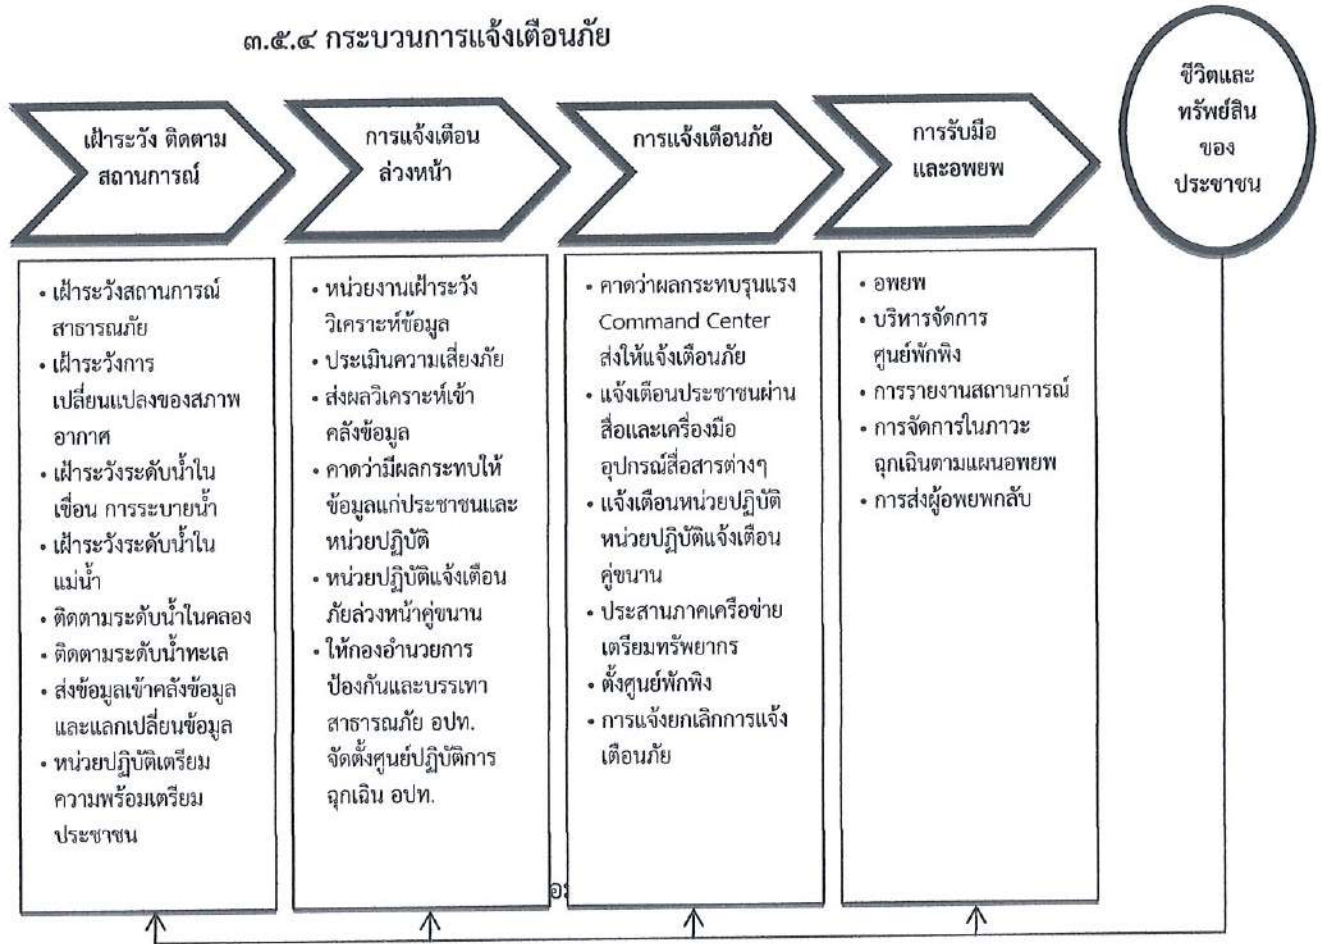 ๓.๕.๔ กระบวนการแจ้งเตือนภัย
เฝ้าระวัง ติดตาม
สถานการณ์
การแจ้งเตือน
ล่วงหน้า
การแจ้งเตือนภัย
การรับมือ
และอพยพ
ชีวิตและ
ทรัพย์สิน
ของ
ประชาชน
• เฝ้าระวังสถานการณ์
สาธารณภัย
• เฝ้าระวังการ
เปลี่ยนแปลงของสภาพ
อากาศ
• เฝ้าระวังระดับน้ำใน
เขื่อน การระบายน้ำ
• เฝ้าระวังระดับน้ำใน
แม่น้ำ
• ติดตามระดับน้ำในคลอง
• ติดตามระดับน้ำทะเล
• ส่งข้อมูลเข้าคลังข้อมูล
และแลกเปลี่ยนข้อมูล
• หน่วยปฏิบัติเตรียม
ความพร้อมเตรียม
ประชาชน
• หน่วยงานเฝ้าระวัง
วิเคราะห์ข้อมูล
• ประเมินความเสี่ยงภัย
• ส่งผลวิเคราะห์เข้า
คลังข้อมูล
• คาดว่ามีผลกระทบให้
ข้อมูลแก่ประชาชนและ
หน่วยปฏิบัติ
• หน่วยปฏิบัติแจ้งเตือน
ภัยล่วงหน้าคู่ขนาน
• ให้กองอำนวยการ
ป้องกันและบรรเทา
สาธารณภัย อปท.
จัดตั้งศูนย์ปฏิบัติการ
ฉุกเฉิน อปท.
• คาดว่าผลกระทบรุนแรง
Command Center
ส่งให้แจ้งเตือนภัย
• แจ้งเตือนประชาชนผ่าน
สื่อและเครื่องมือ
อุปกรณ์สื่อสารต่างๆ
• แจ้งเตือนหน่วยปฏิบัติ
หน่วยปฏิบัติแจ้งเตือน
คู่ขนาน
• ประสานภาคเครือข่าย
เตรียมทรัพยากร
• ตั้งศูนย์พักพิง
• การแจ้งยกเลิกการแจ้ง
เตือนภัย
• อพยพ
• บริหารจัดการ
ศูนย์พักพิง
• การรายงานสถานการณ์
• การจัดการในภาวะ
ฉุกเฉินตามแผนอพยพ
• การส่งผู้อพยพกลับ